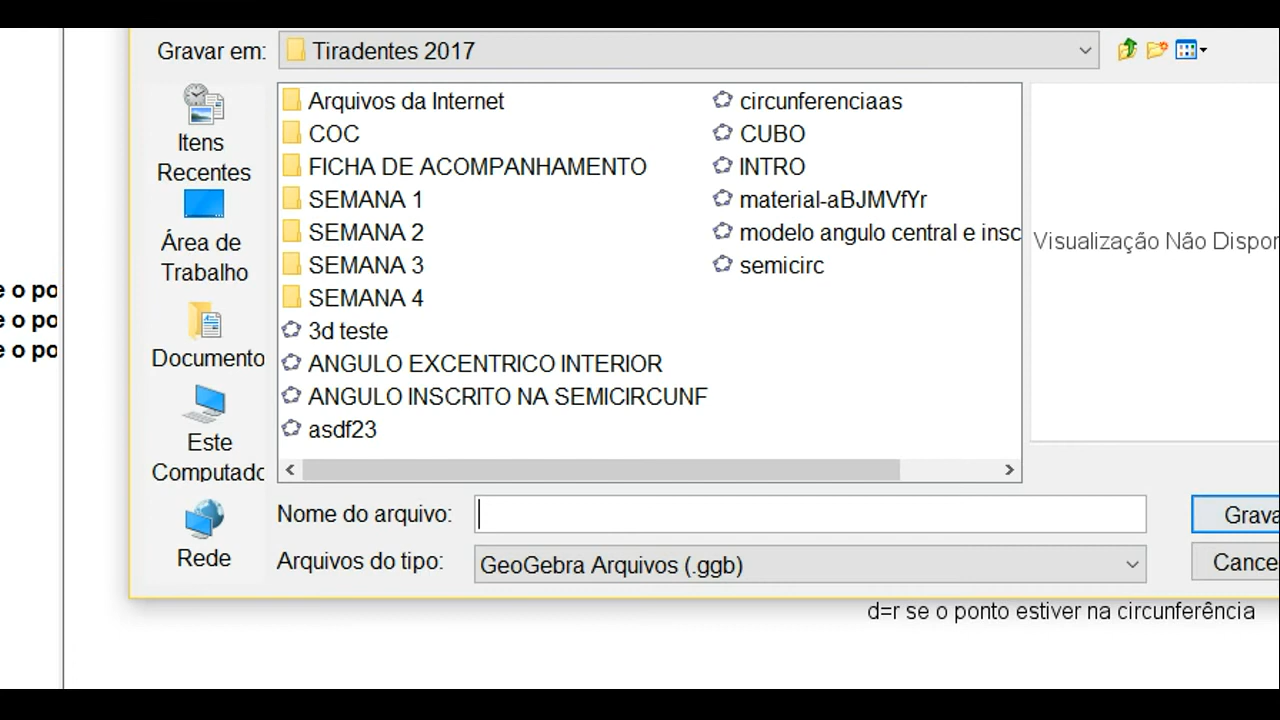 Gravar em: Tiradentes 2017
Itens
Recentes
Área de
Trabalho
Documento
Este
Computado
Rede
Arquivos da Internet
COC
FICHA DE ACOMPANHAMENTO
SEMANA 1
SEMANA 2
SEMANA 3
SEMANA 4
3d teste
ANGULO EXCENTRICO INTERIOR
ANGULO INSCRITO NA SEMICIRCUNF
asdf23
circunferenciaas
CUBO
INTRO
material-aBJMVfYr
modelo angulo central e insc
semicirc
Visualização Não Dispor
e o po
e o po
e o po
Nome do arquivo:
Grava
Arquivos do tipo: GeoGebra Arquivos (.ggb)
Cance
d=r se o ponto estiver na circunferência